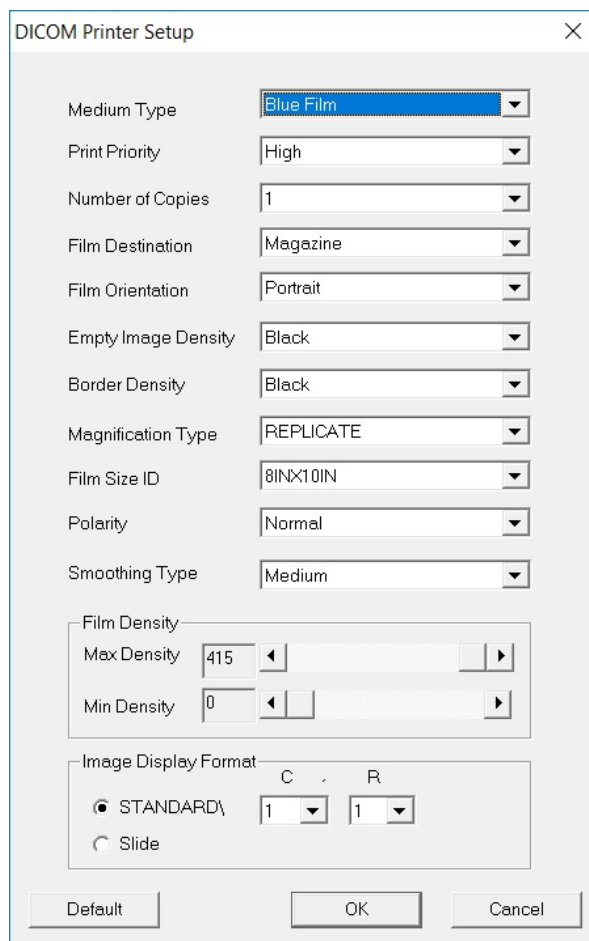 DICOM Printer Setup
Medium Type Blue Film
Print Priority High
Number of Copies 1
Film Destination Magazine
Film Orientation Portrait
Empty Image Density Black
Border Density Black
Magnification Type REPLICATE
Film Size ID 8INX10IN
Polarity Normal
Smoothing Type Medium
Film Density
Max Density 415
Min Density 0
Image Display Format
C , R
STANDARD\ 1 1
Slide
Default OK Cancel